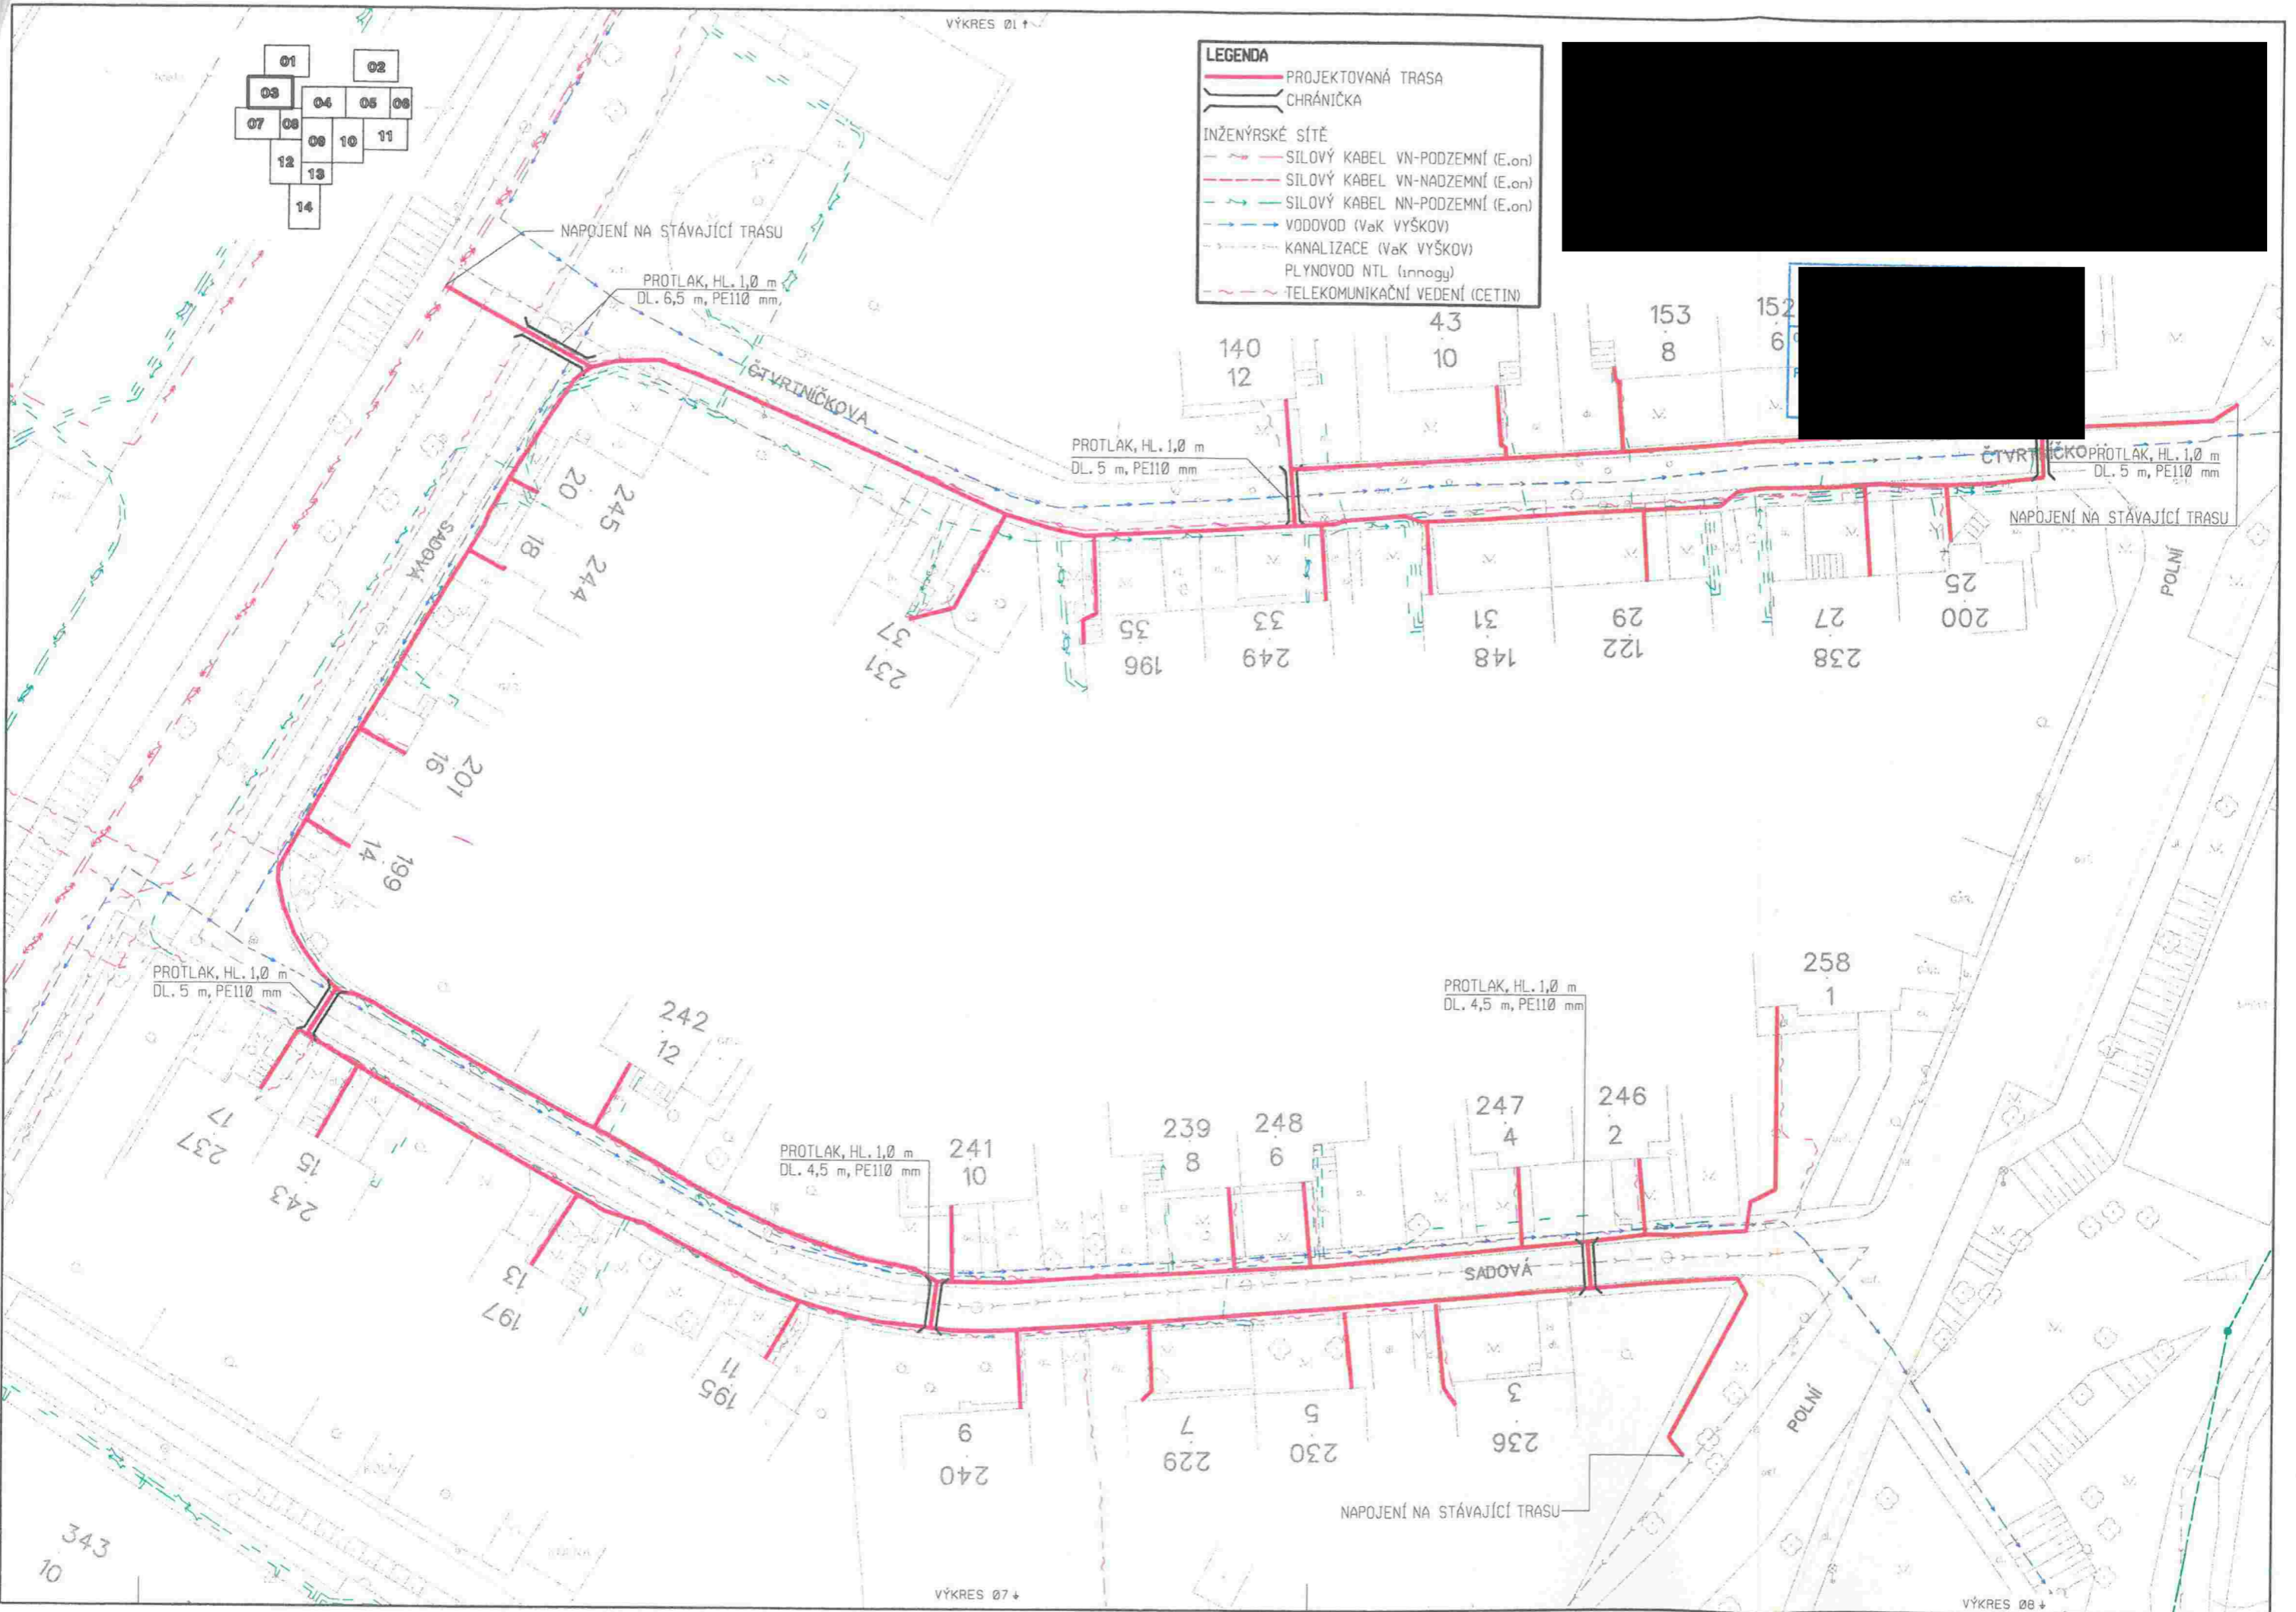 VÝKRES 01 ↑
01
02
03
04
05
06
07
08
09
10
11
12
13
14
LEGENDA
PROJEKTOVANÁ TRASA
CHRÁNIČKA
INŽENÝRSKÉ SÍTĚ
SILOVÝ KABEL VN-PODZEMNÍ (E.on)
SILOVÝ KABEL VN-NADZEMNÍ (E.on)
SILOVÝ KABEL NN-PODZEMNÍ (E.on)
VODOVOD (VaK VYŠKOV)
KANALIZACE (VaK VYŠKOV)
PLYNOVOD NTL (innogy)
TELEKOMUNIKAČNÍ VEDENÍ (CETIN)
NAPOJENÍ NA STÁVAJÍCÍ TRASU
PROTLAK, HL. 1,0 m
DL. 6,5 m, PE110 mm
ČTVRTNÍČKOVA
140
12
43
10
153
8
152
6
PROTLAK, HL. 1,0 m
DL. 5 m, PE110 mm
ČTVRTNÍČKO
PROTLAK, HL. 1,0 m
DL. 5 m, PE110 mm
NAPOJENÍ NA STÁVAJÍCÍ TRASU
POLNÍ
SADOVÁ
20
245
18
244
16
201
14
199
37
231
35
196
33
249
31
148
29
122
27
238
25
200
PROTLAK, HL. 1,0 m
DL. 5 m, PE110 mm
17
237
15
243
242
12
13
197
11
195
PROTLAK, HL. 1,0 m
DL. 4,5 m, PE110 mm
241
10
239
8
248
6
247
4
246
2
PROTLAK, HL. 1,0 m
DL. 4,5 m, PE110 mm
258
1
SADOVÁ
9
240
7
229
5
230
3
236
POLNÍ
NAPOJENÍ NA STÁVAJÍCÍ TRASU
343
10
VÝKRES 07 ↓
VÝKRES 08 ↓